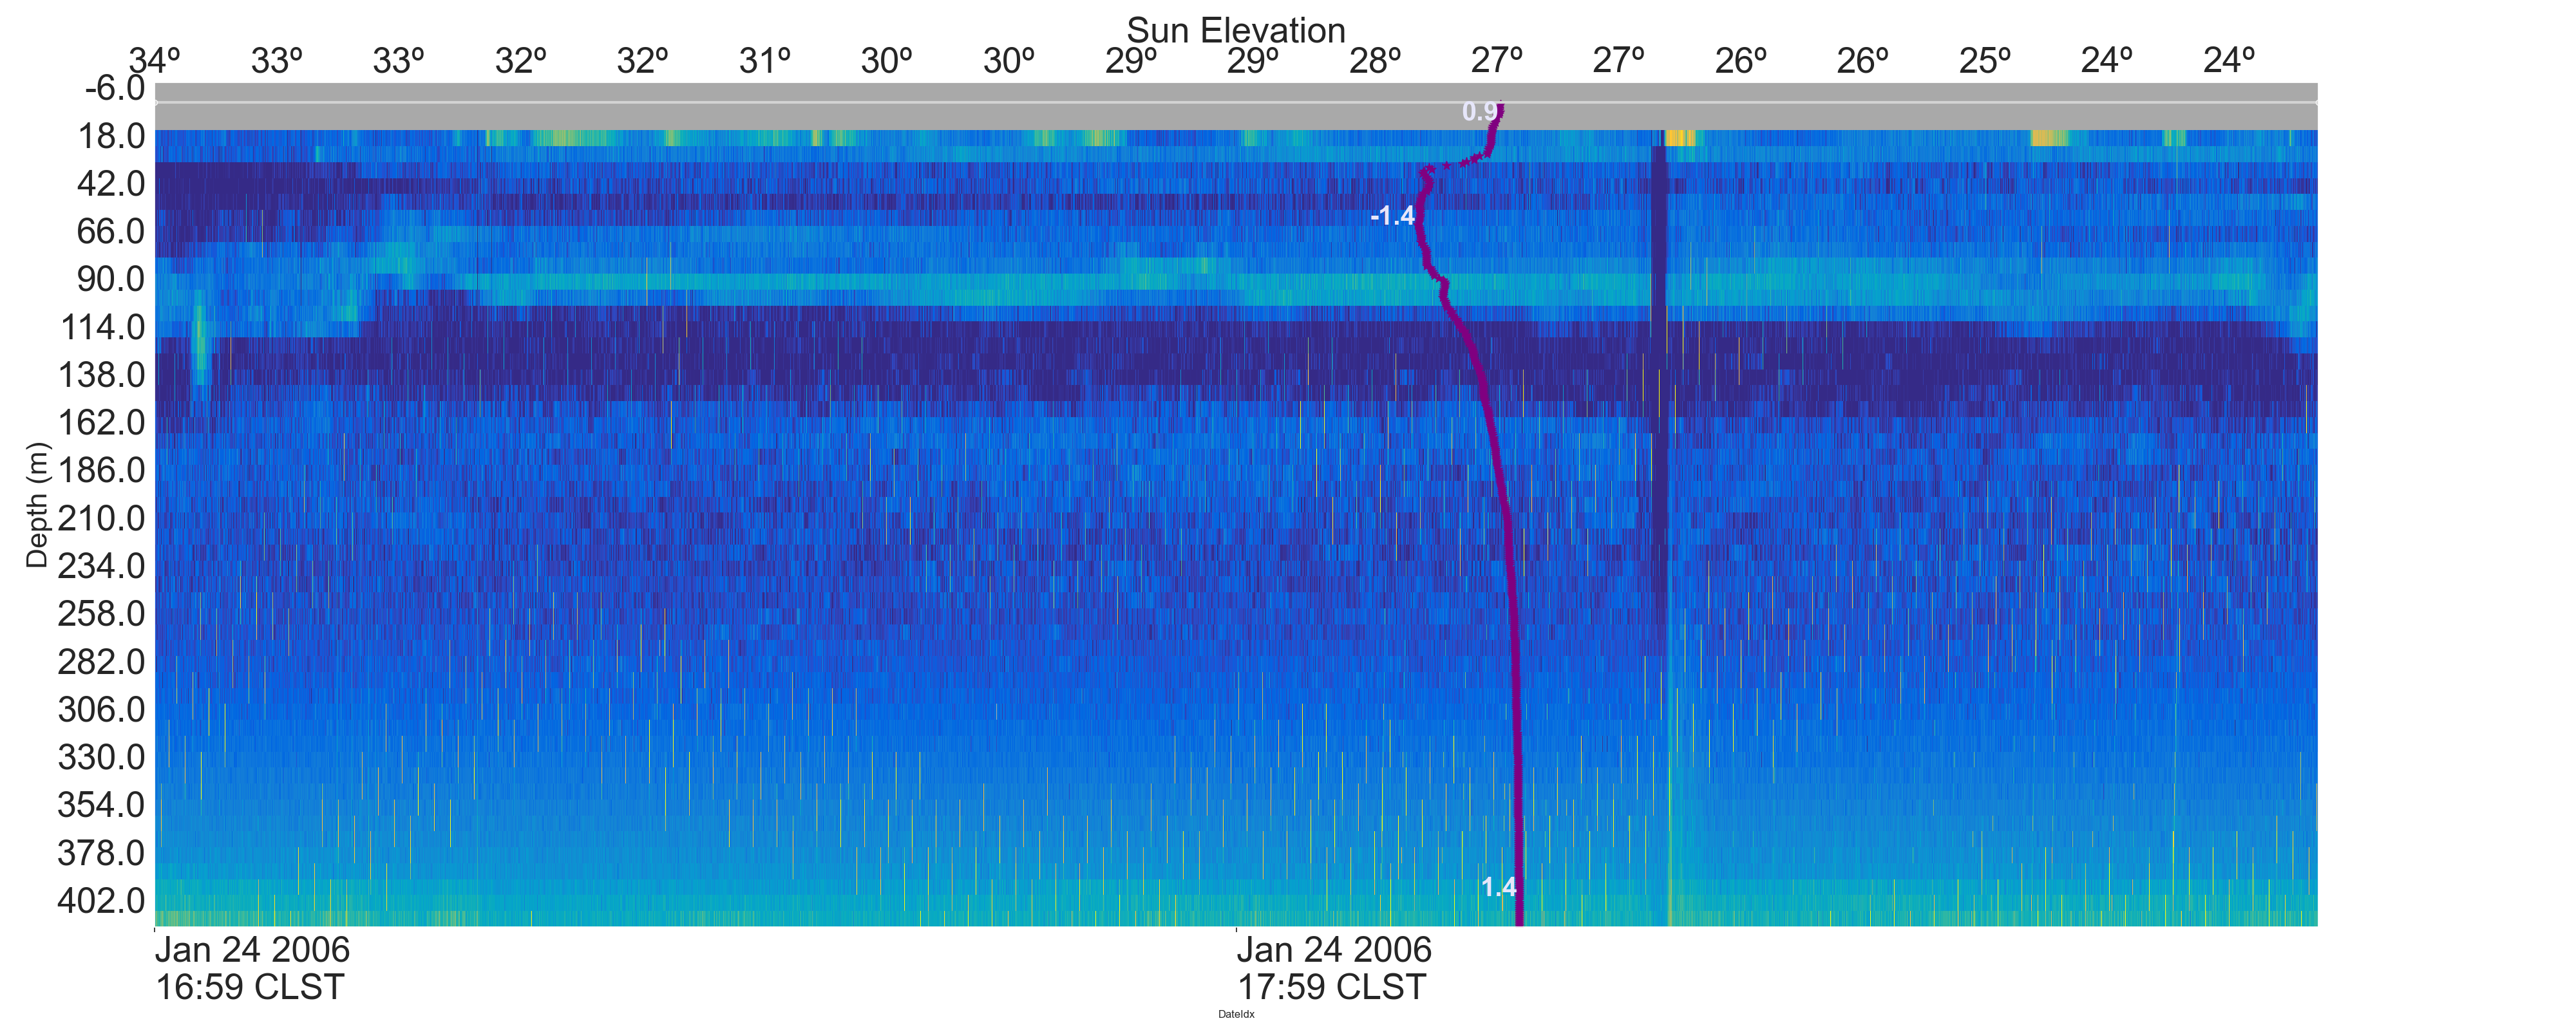 Sun Elevation
34º 33º 33º 32º 32º 31º 30º 30º 29º 29º 28º 27º 27º 26º 26º 25º 24º 24º
-6.0
0.9
18.0
42.0
-1.4
66.0
90.0
114.0
138.0
162.0
186.0
210.0
234.0
258.0
282.0
306.0
330.0
354.0
378.0
1.4
402.0
Depth (m)
Jan 24 2006
16:59 CLST
Jan 24 2006
17:59 CLST
DateIdx